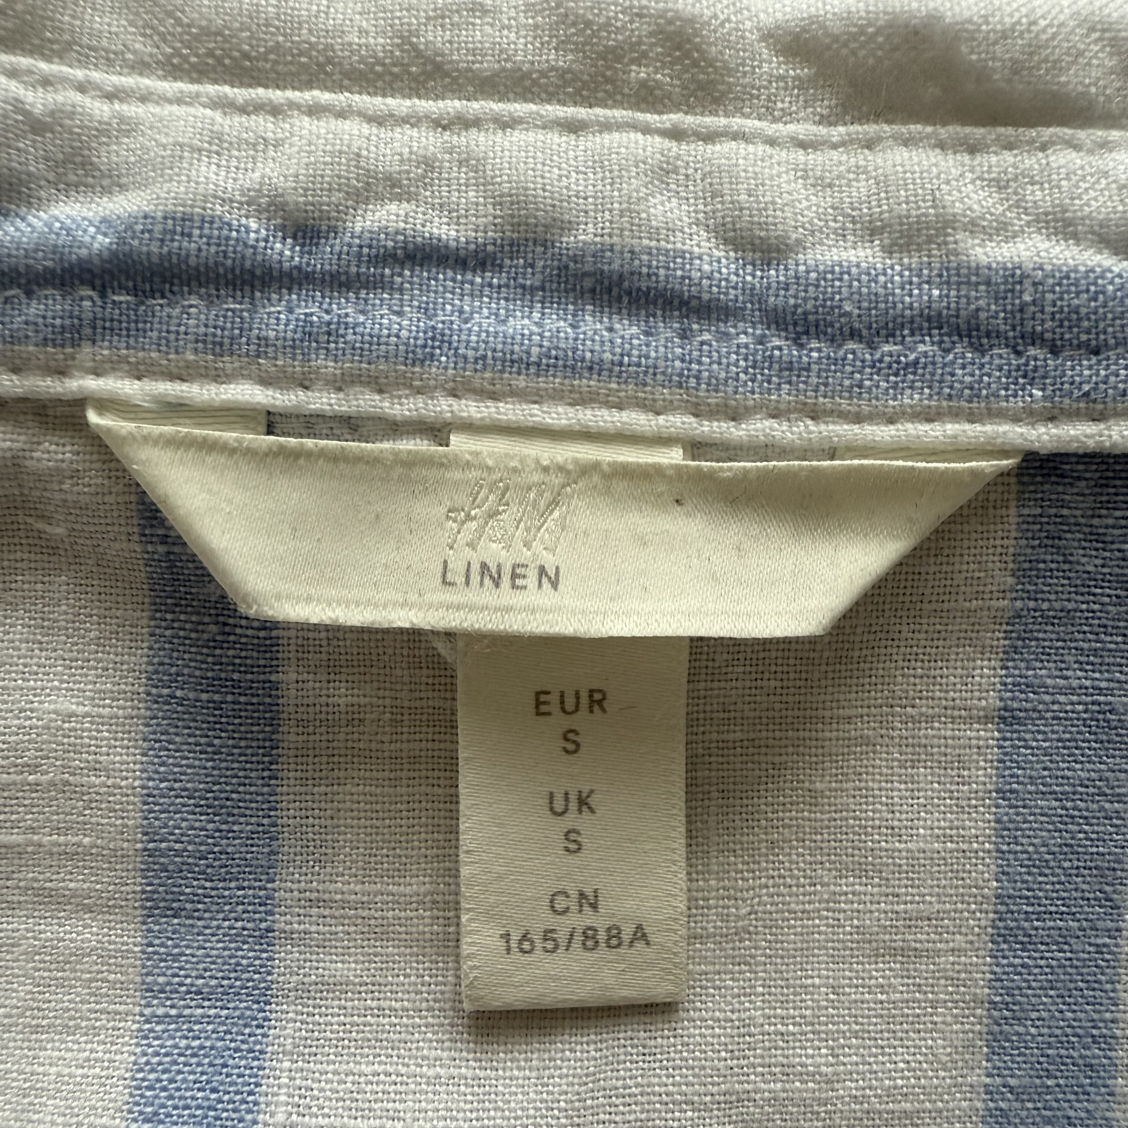 H&M
LINEN
EUR
S
UK
S
CN
165/88A